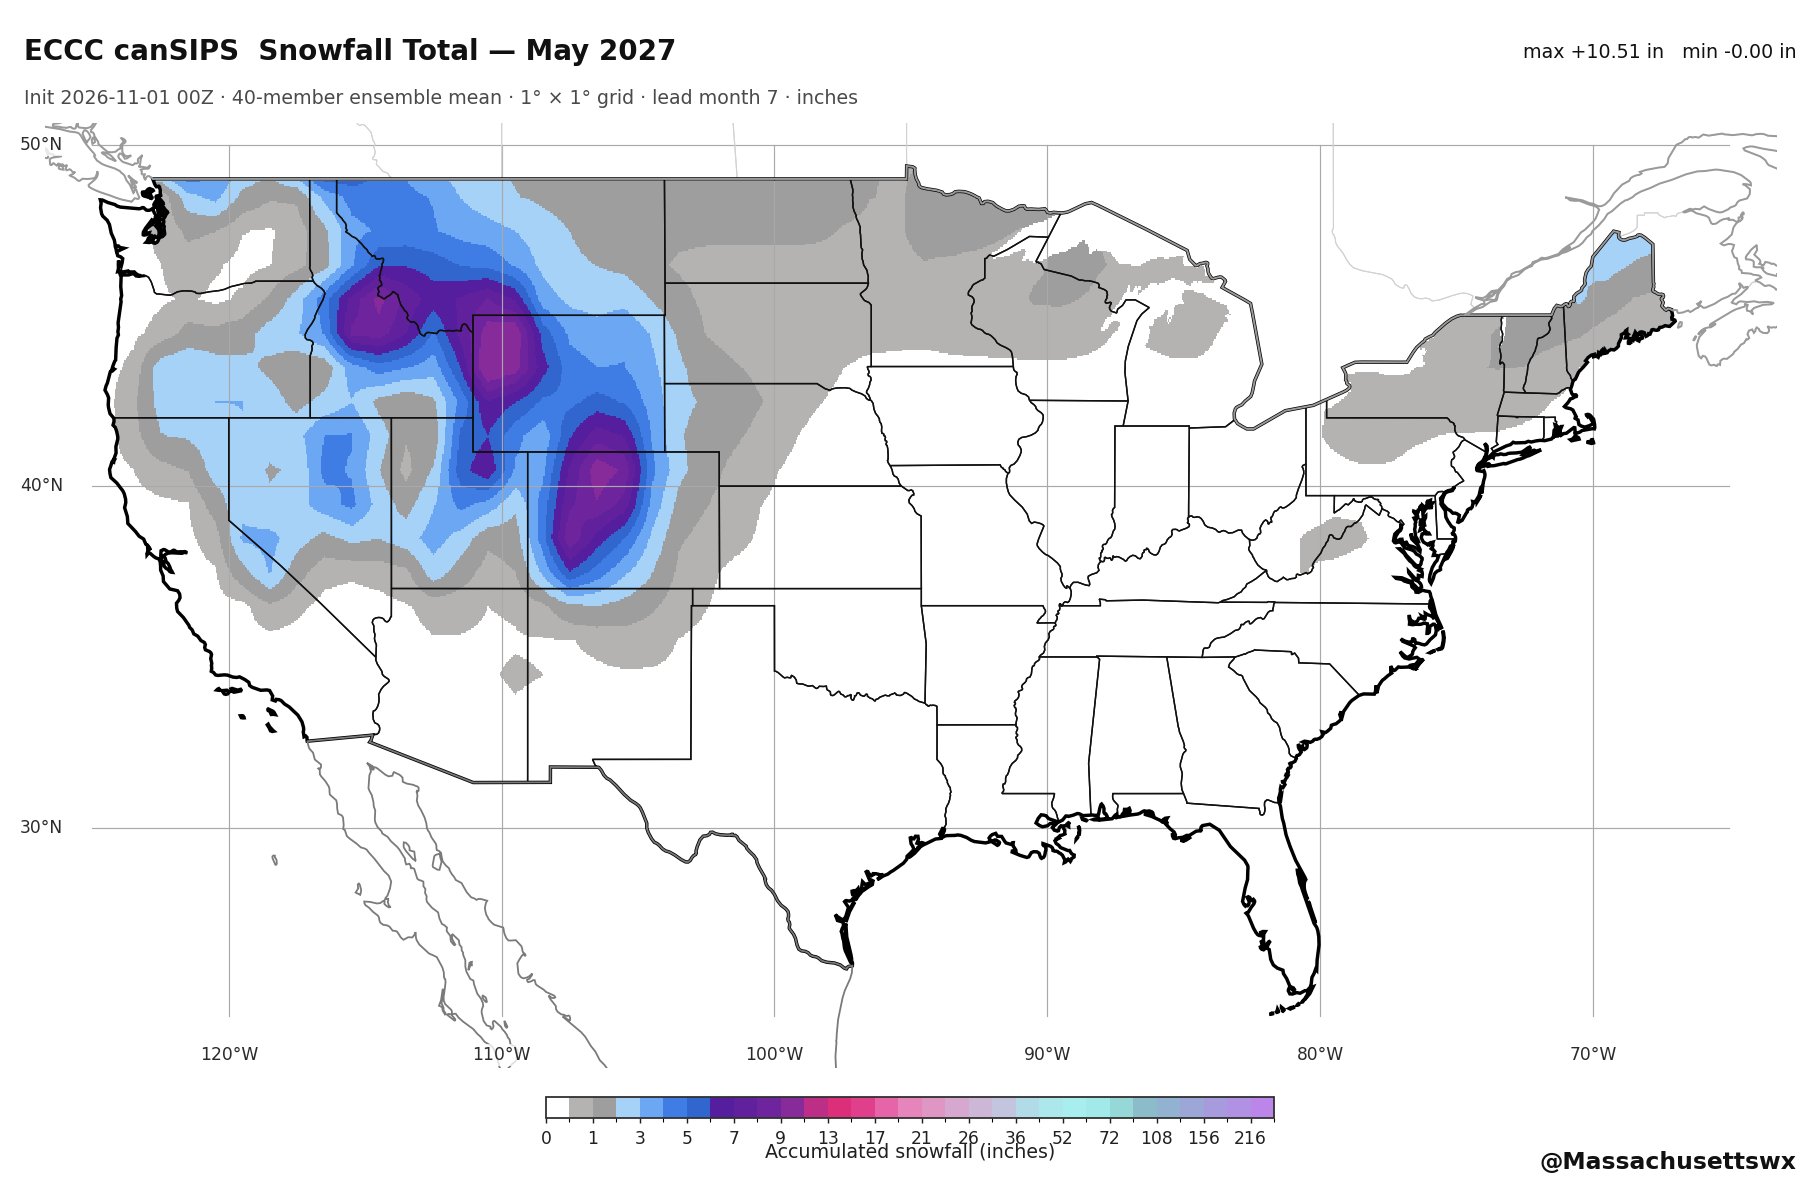 ECCC canSIPS  Snowfall Total — May 2027
max +10.51 in   min -0.00 in
Init 2026-11-01 00Z · 40-member ensemble mean · 1° × 1° grid · lead month 7 · inches
50°N
40°N
30°N
120°W 110°W 100°W 90°W 80°W 70°W
0 1 3 5 7 9 13 17 21 26 36 52 72 108 156 216
Accumulated snowfall (inches)
@Massachusettswx